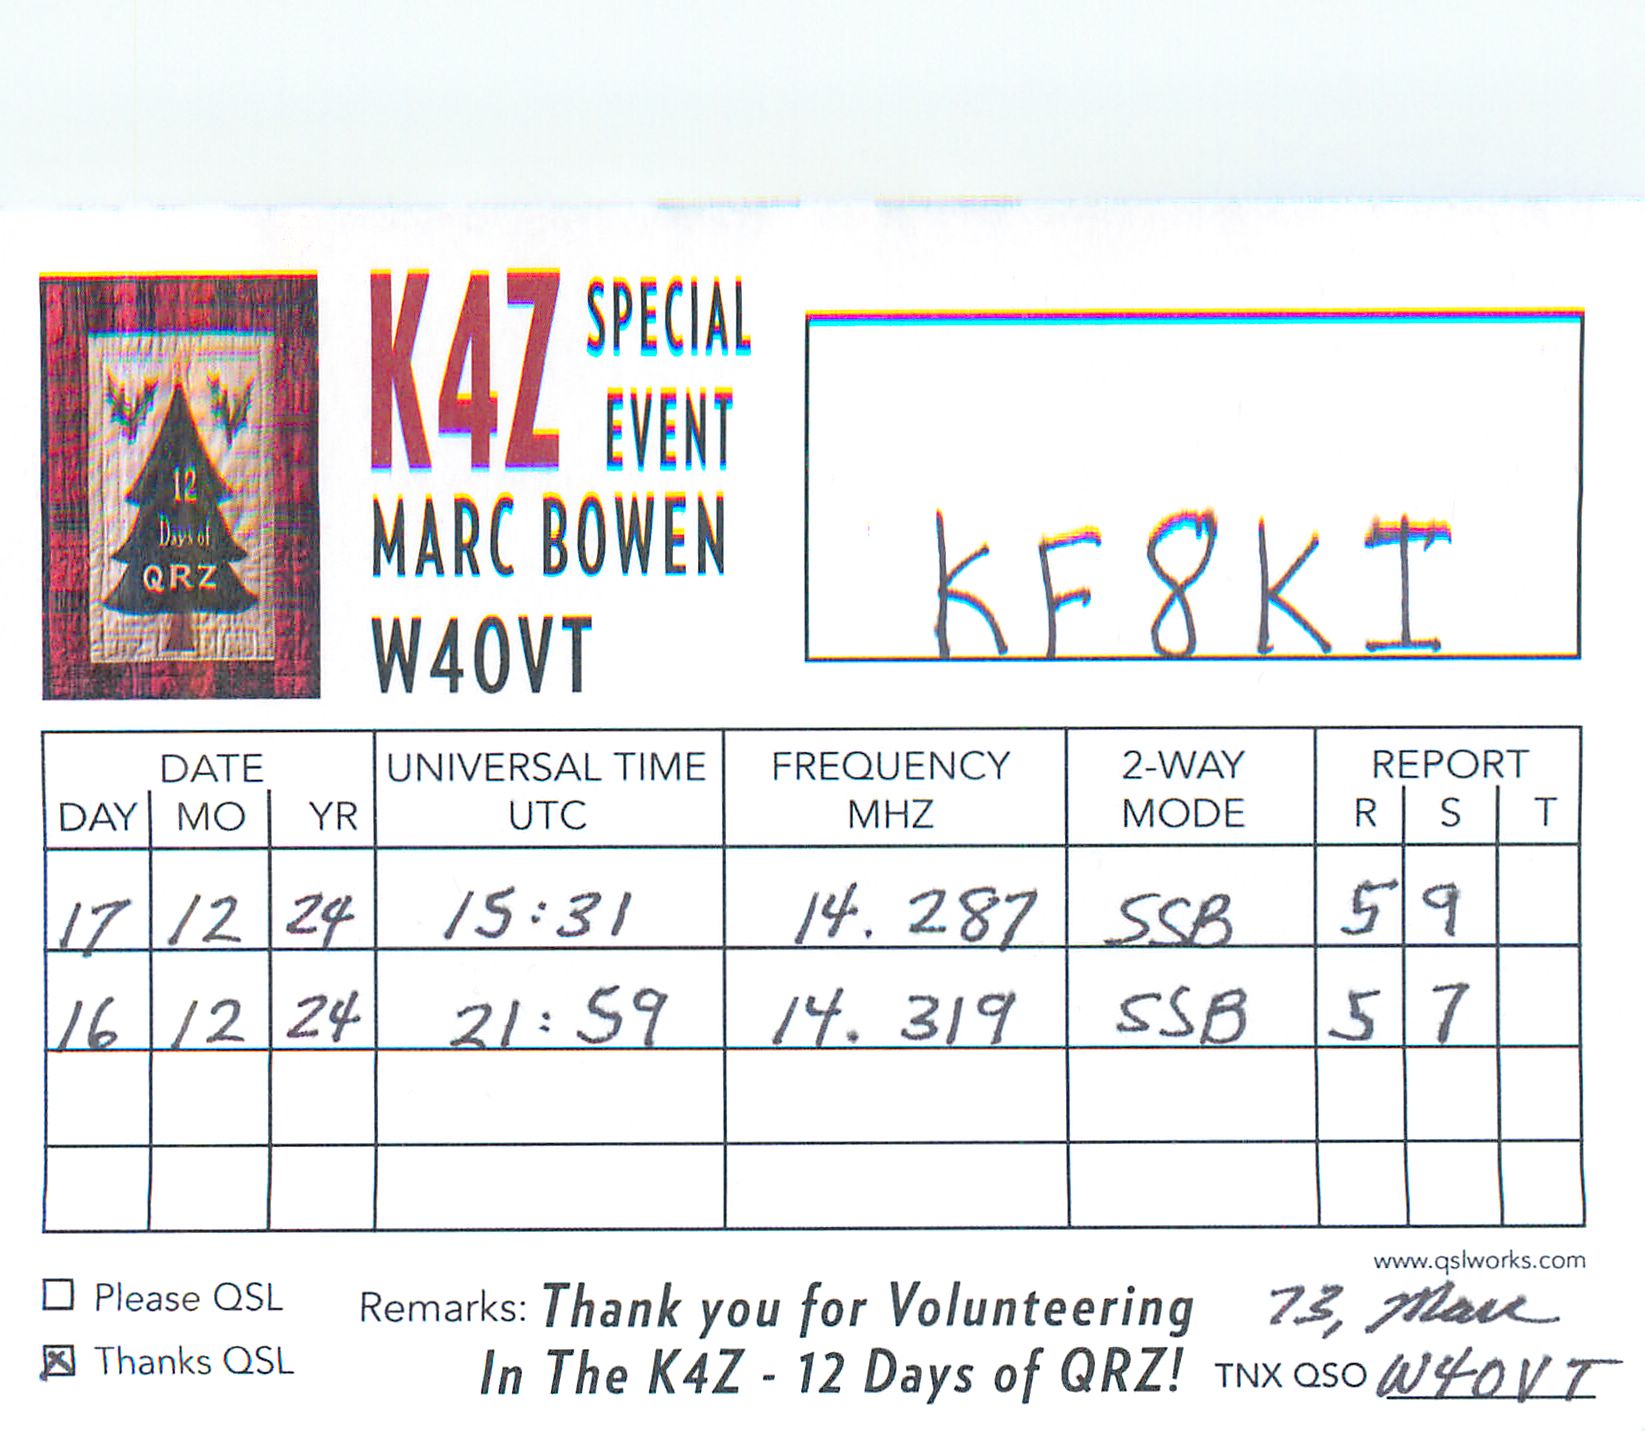 12
Days of
QRZ
K4Z SPECIAL
EVENT
MARC BOWEN
W4OVT
KF8KI
DATE UNIVERSAL TIME FREQUENCY 2-WAY REPORT
DAY MO YR UTC MHZ MODE R S T
17 12 24 15:31 14.287 SSB 5 9
16 12 24 21:59 14.319 SSB 5 7
www.qslworks.com
Please QSL
Thanks QSL
Remarks: Thank you for Volunteering
In The K4Z - 12 Days of QRZ!
73, Marc
TNX QSO W4OVT